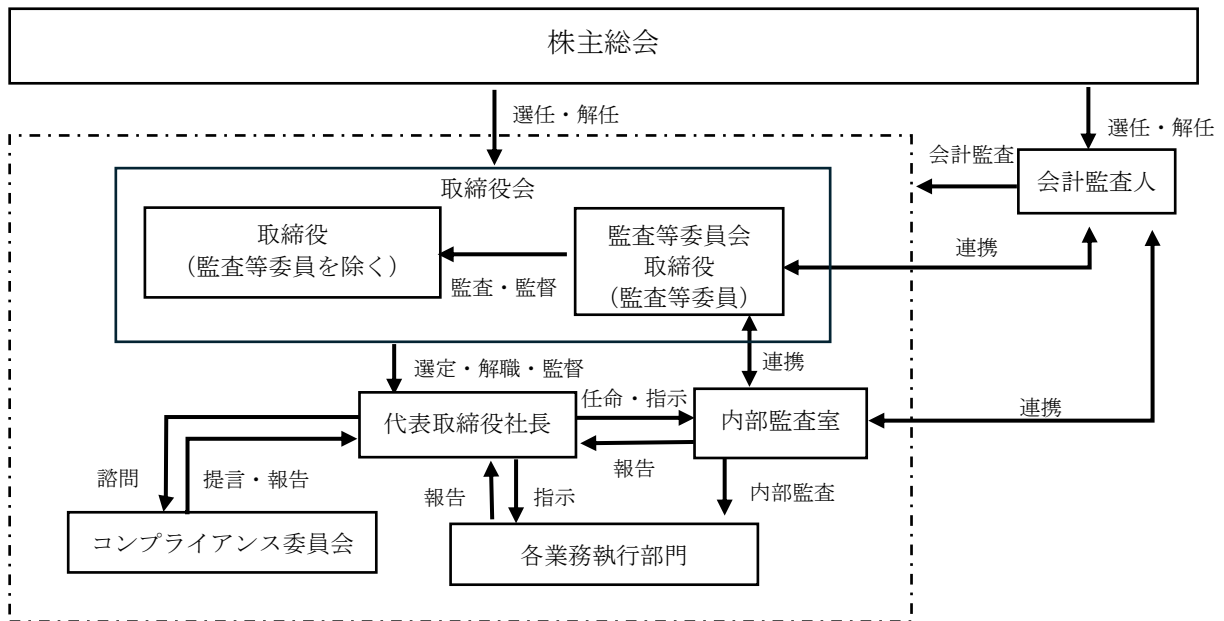 株主総会
選任・解任
選任・解任
会計監査
会計監査人
取締役会
取締役
（監査等委員を除く）
監査・監督
監査等委員会
取締役
（監査等委員）
連携
選定・解職・監督
連携
代表取締役社長
任命・指示
内部監査室
連携
報告
諮問
提言・報告
報告
指示
内部監査
コンプライアンス委員会
各業務執行部門